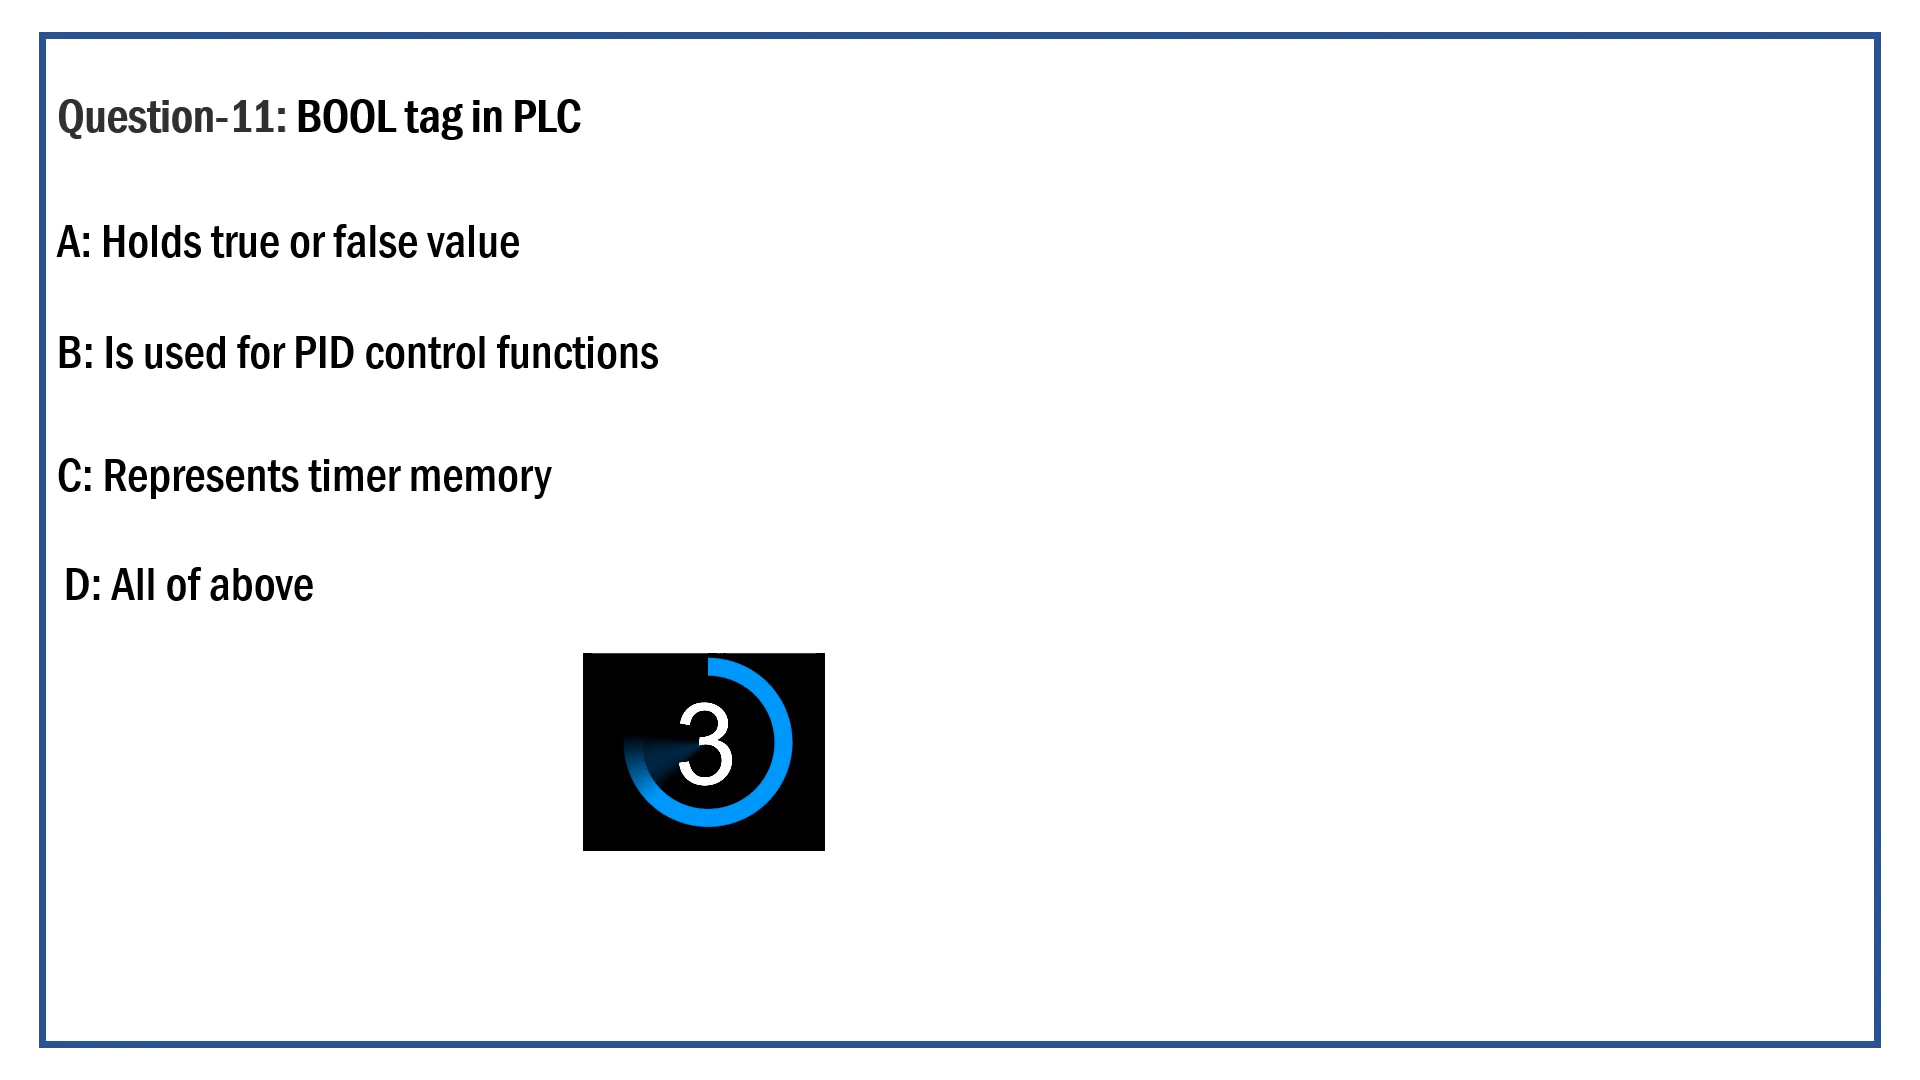 Question-11: BOOL tag in PLC
A: Holds true or false value
B: Is used for PID control functions
C: Represents timer memory
D: All of above
3